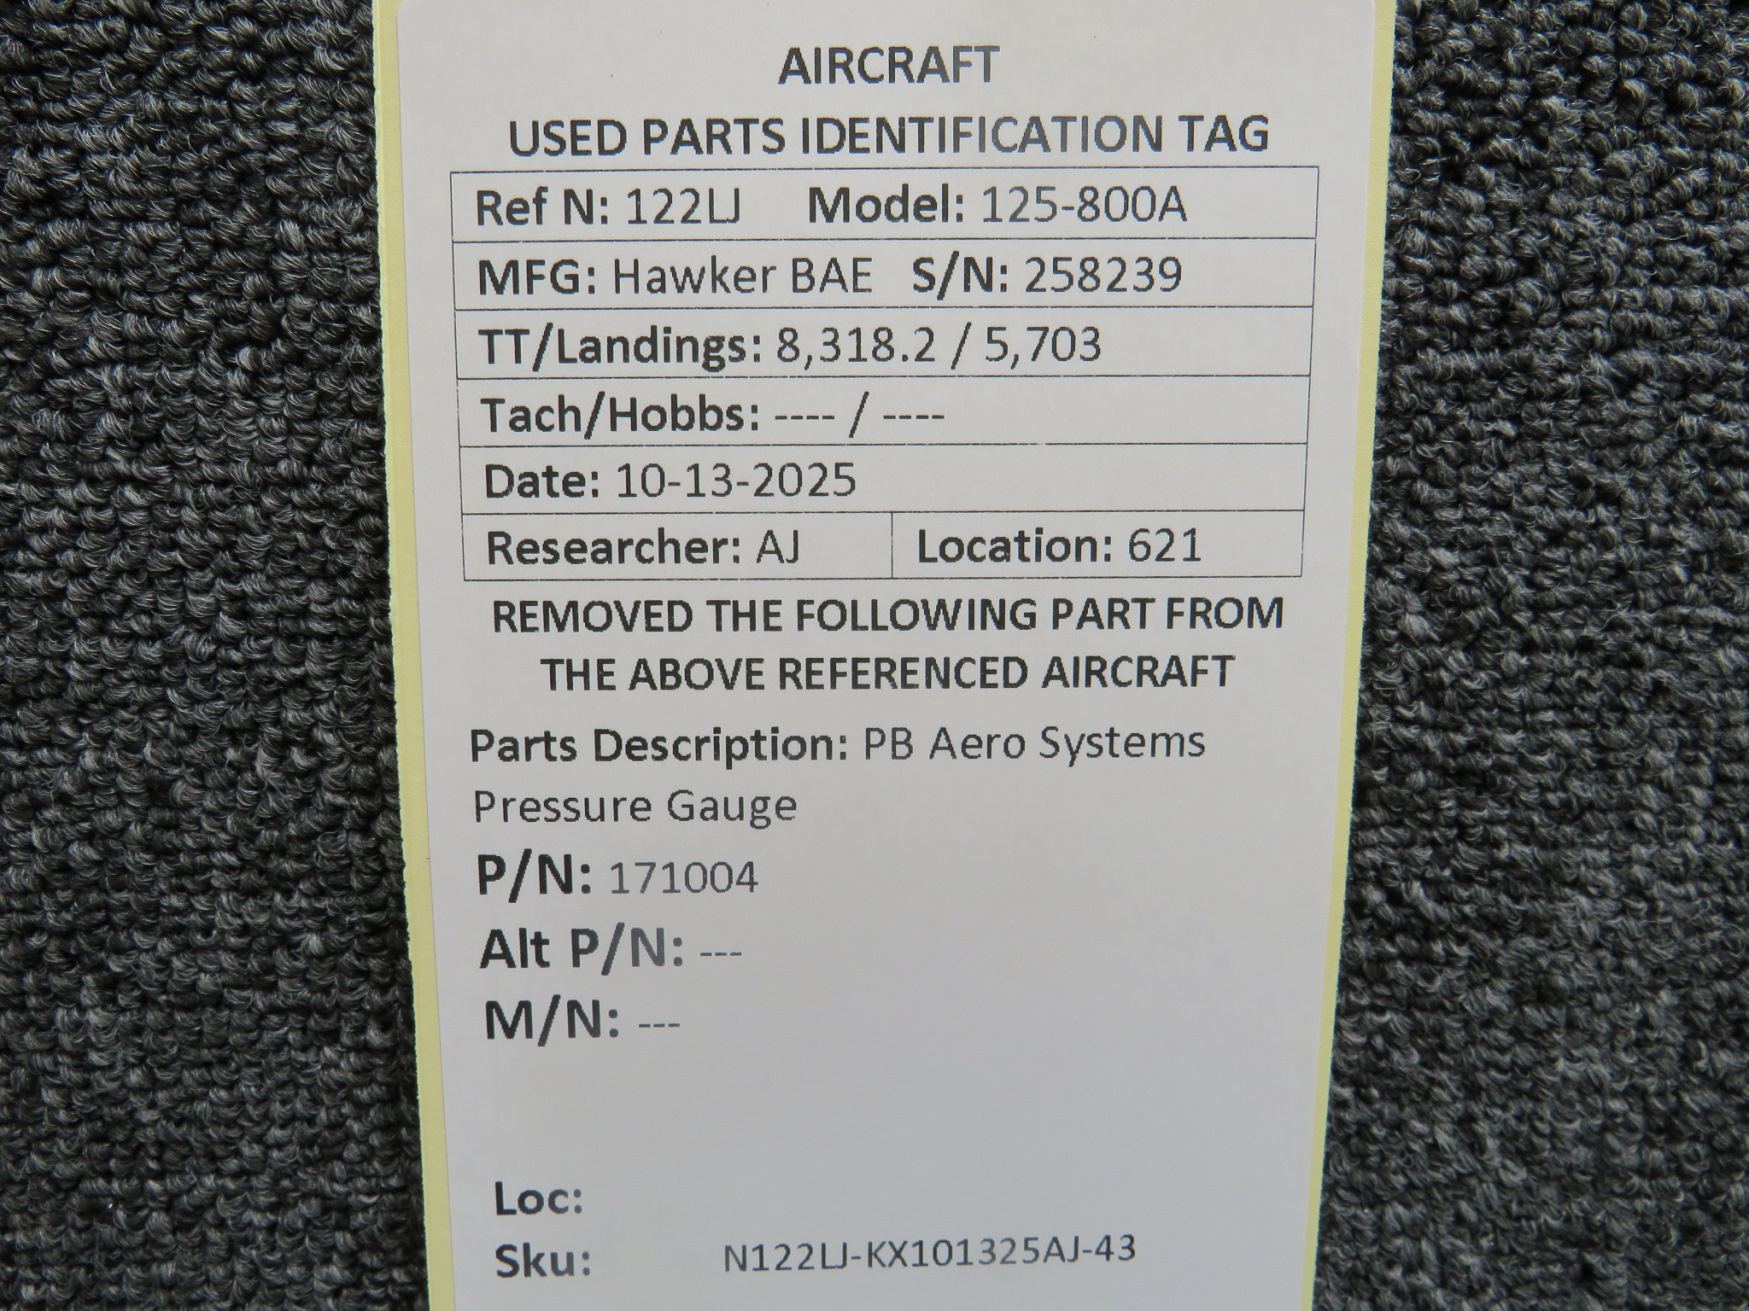 AIRCRAFT
USED PARTS IDENTIFICATION TAG
Ref N: 122LJ Model: 125-800A
MFG: Hawker BAE S/N: 258239
TT/Landings: 8,318.2 / 5,703
Tach/Hobbs: ---- / ----
Date: 10-13-2025
Researcher: AJ Location: 621
REMOVED THE FOLLOWING PART FROM
THE ABOVE REFERENCED AIRCRAFT
Parts Description: PB Aero Systems
Pressure Gauge
P/N: 171004
Alt P/N: ---
M/N: ---
Loc:
Sku: N122LJ-KX101325AJ-43